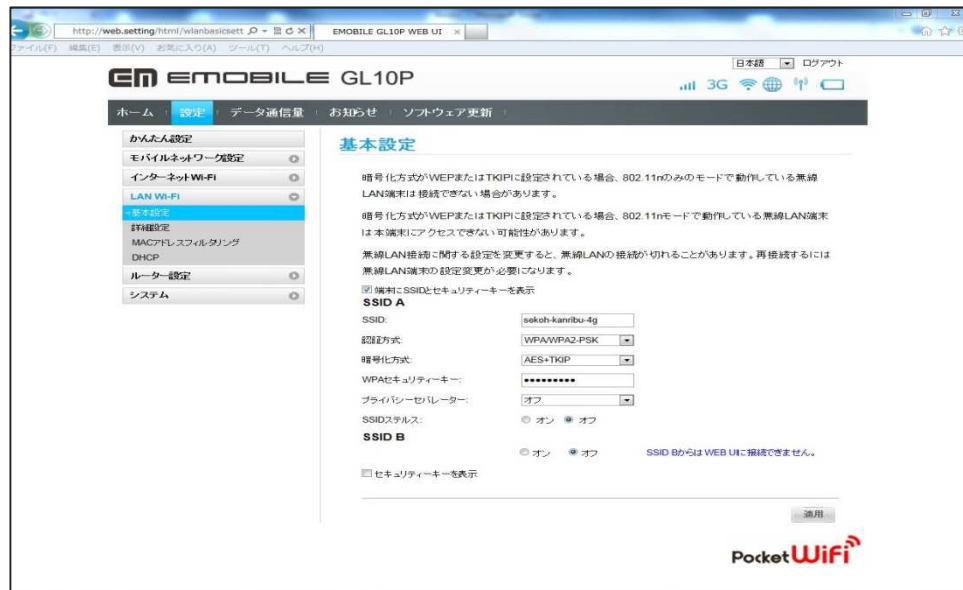 http://web.setting/html/wlanbasicsett
EMOBILE GL10P WEB UI
ファイル(F) 編集(E) 表示(V) お気に入り(A) ツール(T) ヘルプ(H)
日本語 ログアウト
EM EMOBILE GL10P
3G
ホーム 設定 データ通信量 お知らせ ソフトウェア更新
かんたん設定
モバイルネットワーク設定
インターネットWi-Fi
LAN Wi-Fi
基本設定
詳細設定
MACアドレスフィルタリング
DHCP
ルーター設定
システム
基本設定
暗号化方式がWEPまたはTKIPに設定されている場合、802.11nのみのモードで動作している無線
LAN端末は接続できない場合があります。
暗号化方式がWEPまたはTKIPに設定されている場合、802.11nモードで動作している無線LAN端末
は本端末にアクセスできない可能性があります。
無線LAN接続に関する設定を変更すると、無線LANの接続が切れることがあります。再接続するには
無線LAN端末の設定変更が必要になります。
端末にSSIDとセキュリティーキーを表示
SSID A
SSID: sekoh-kanribu-4g
認証方式: WPA/WPA2-PSK
暗号化方式: AES+TKIP
WPAセキュリティーキー: •••••••••
プライバシーセパレーター: オフ
SSIDステルス: オン オフ
SSID B
オン オフ SSID BからはWEB UIに接続できません。
セキュリティーキーを表示
適用
Pocket WiFi